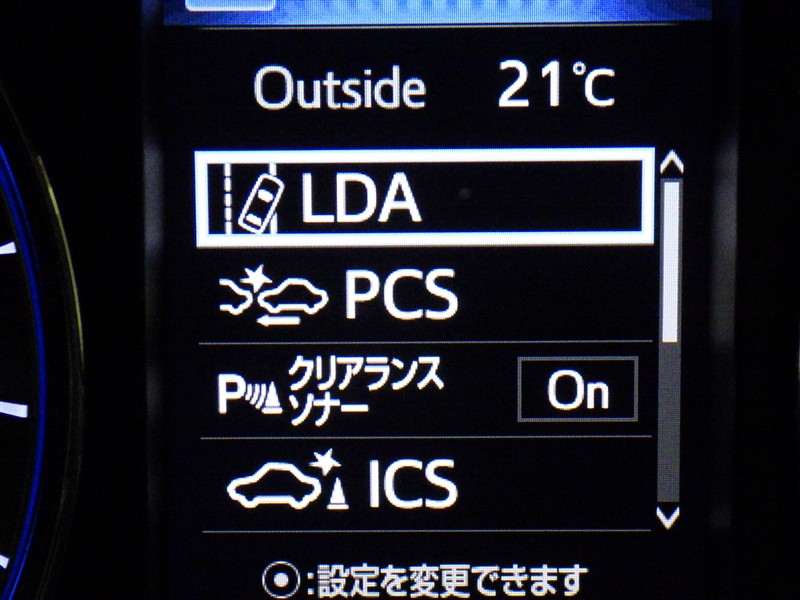 Outside 21℃
LDA
PCS
P クリアランス
ソナー On
ICS
:設定を変更できます